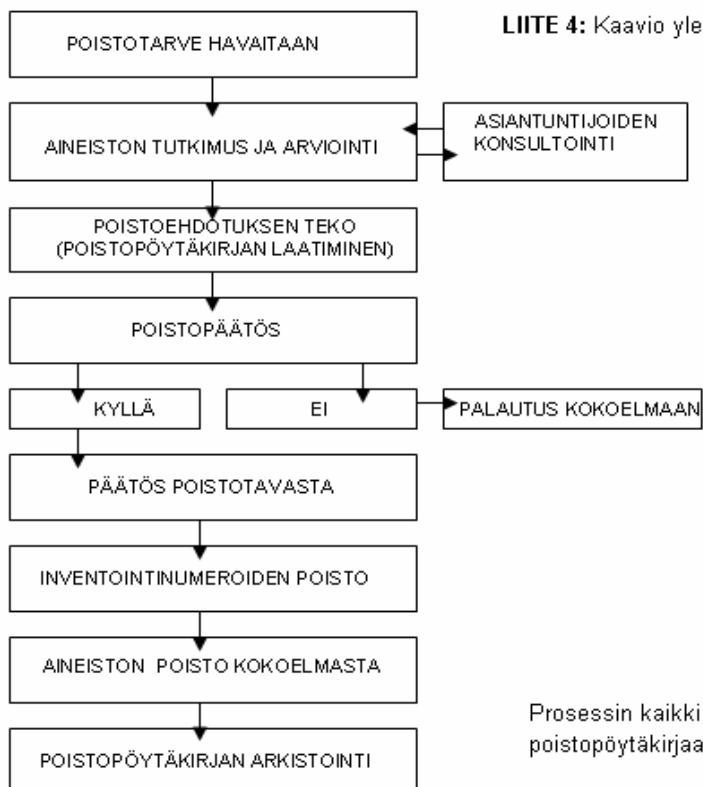 LIITE 4: Kaavio yle
POISTOTARVE HAVAITAAN
AINEISTON TUTKIMUS JA ARVIOINTI
ASIANTUNTIJOIDEN
KONSULTOINTI
POISTOEHDOTUKSEN TEKO
(POISTOPÖYTÄKIRJAN LAATIMINEN)
POISTOPÄÄTÖS
KYLLÄ
EI
PALAUTUS KOKOELMAAN
PÄÄTÖS POISTOTAVASTA
INVENTOINTINUMEROIDEN POISTO
AINEISTON POISTO KOKOELMASTA
POISTOPÖYTÄKIRJAN ARKISTOINTI
Prosessin kaikki
poistopöytäkirjaa